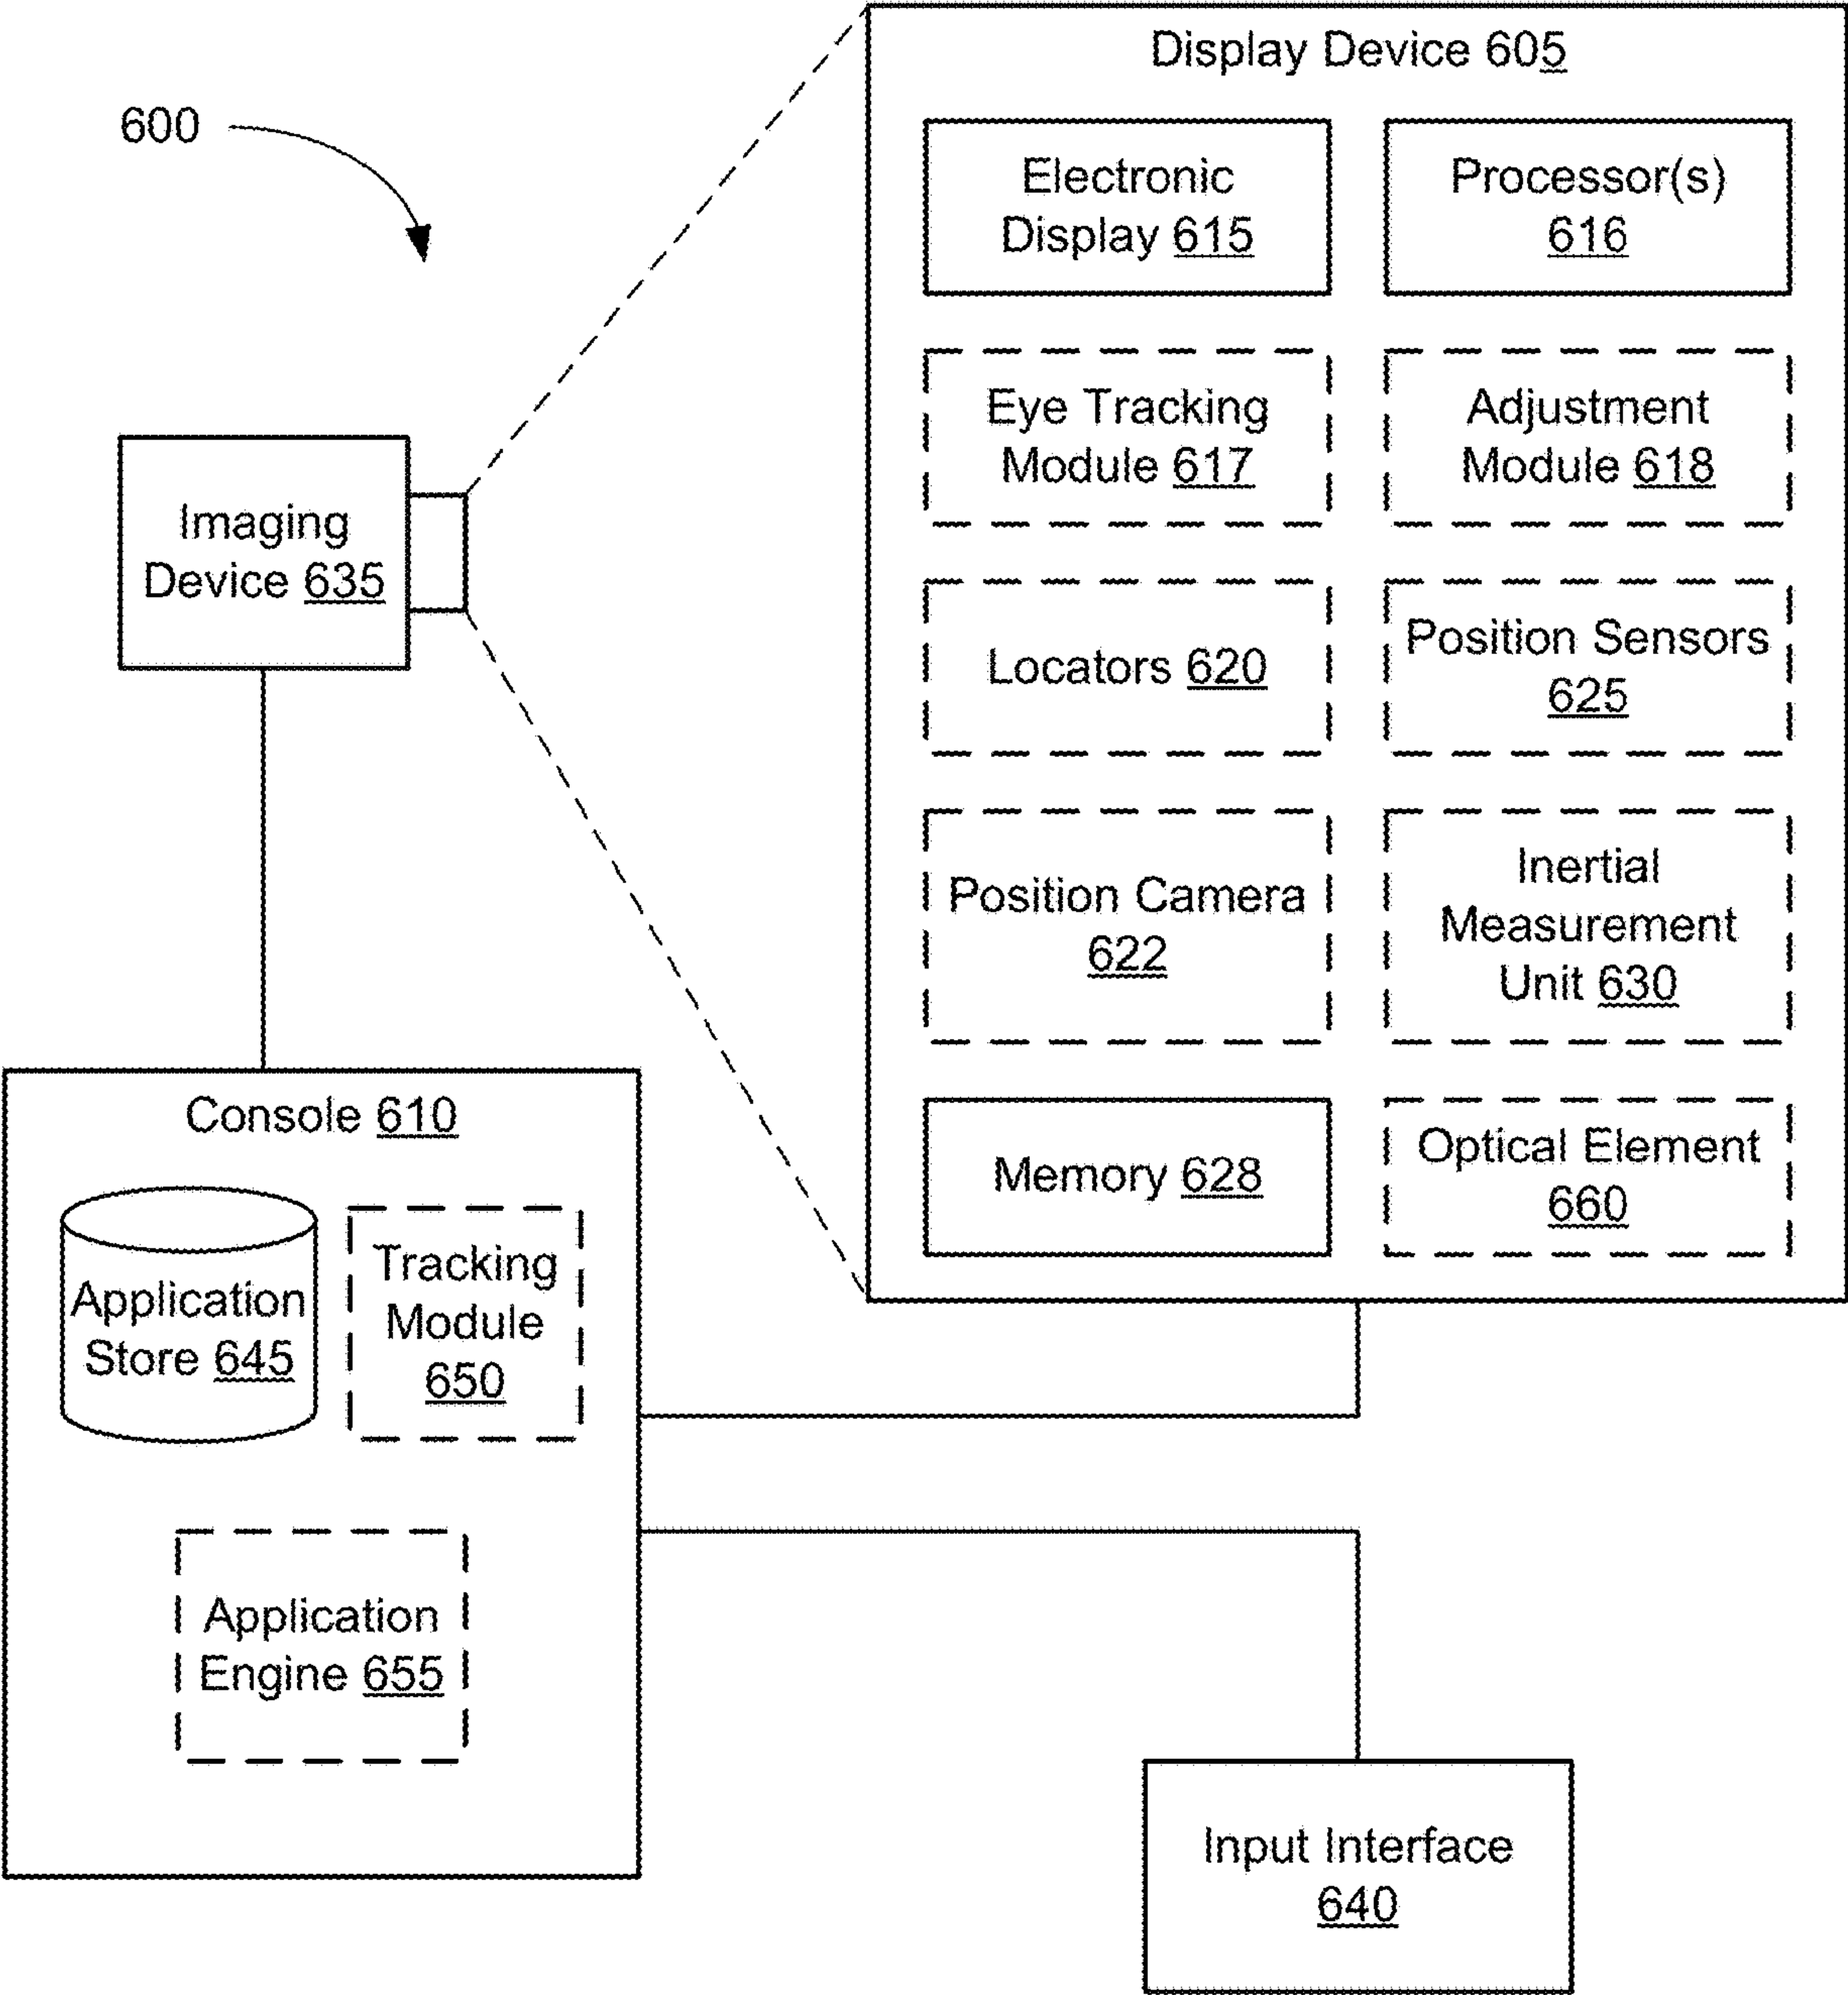 Display Device 605
600
Electronic
Display 615
Processor(s)
616
Eye Tracking
Module 617
Adjustment
Module 618
Imaging
Device 635
Locators 620
Position Sensors
625
Position Camera
622
Inertial
Measurement
Unit 630
Memory 628
Optical Element
660
Console 610
Application
Store 645
Tracking
Module
650
Application
Engine 655
Input Interface
640